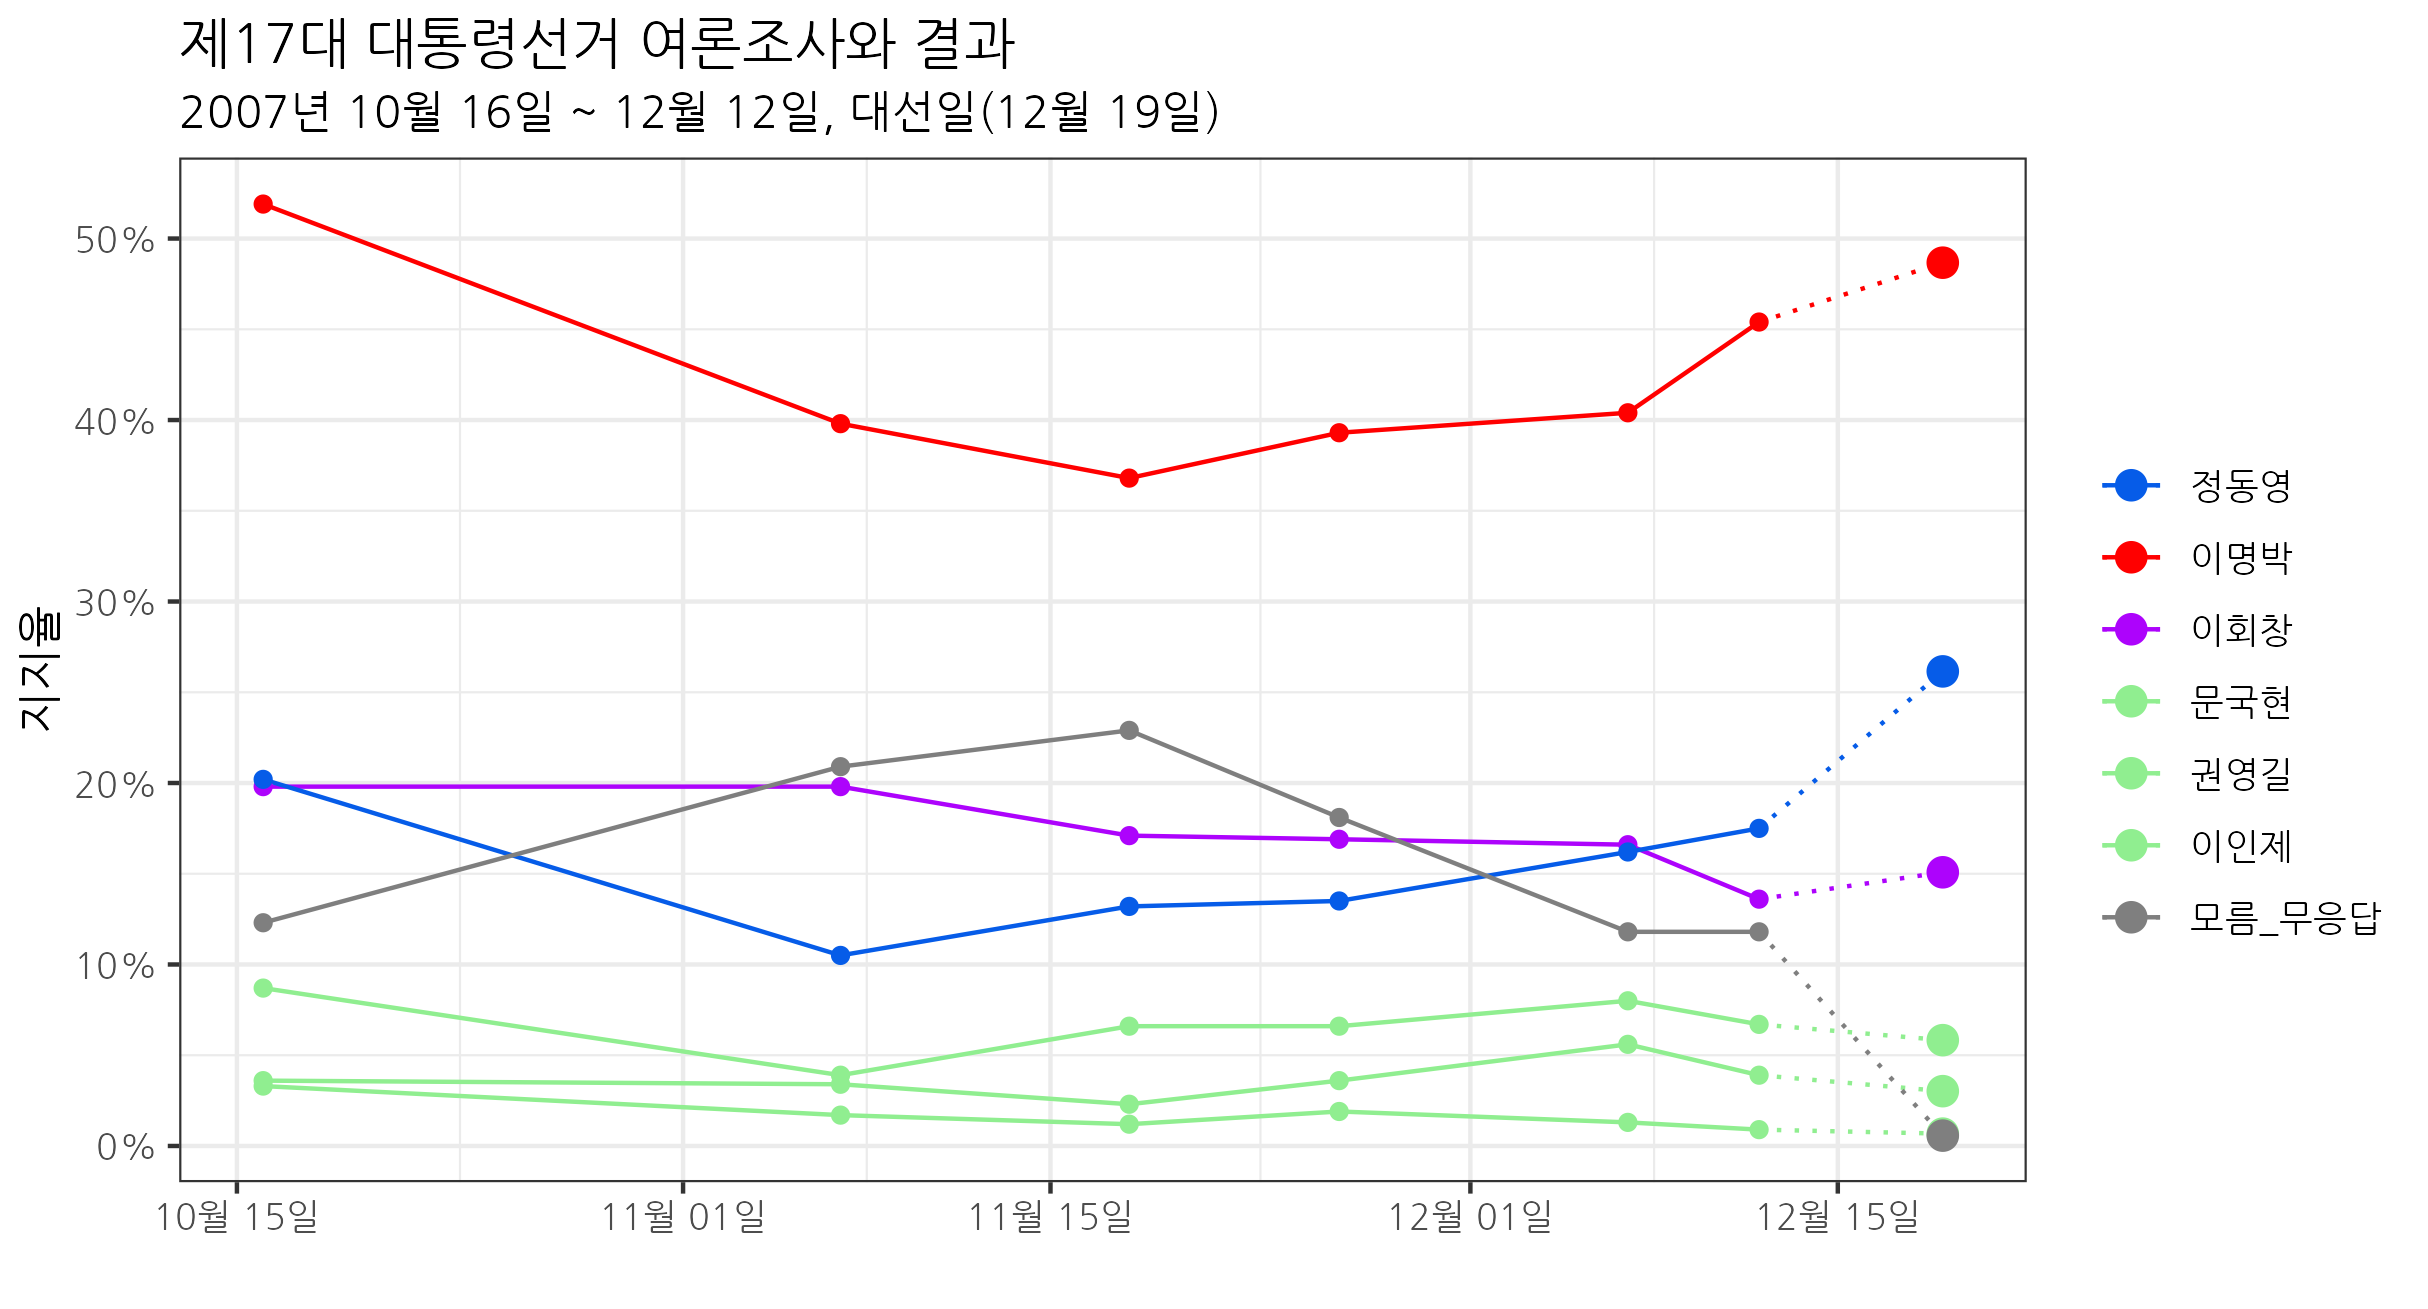 제17대 대통령선거 여론조사와 결과
2007년 10월 16일 ~ 12월 12일, 대선일(12월 19일)
지지율
50%
40%
30%
20%
10%
0%
10월 15일
11월 01일
11월 15일
12월 01일
12월 15일
정동영
이명박
이회창
문국현
권영길
이인제
모름_무응답